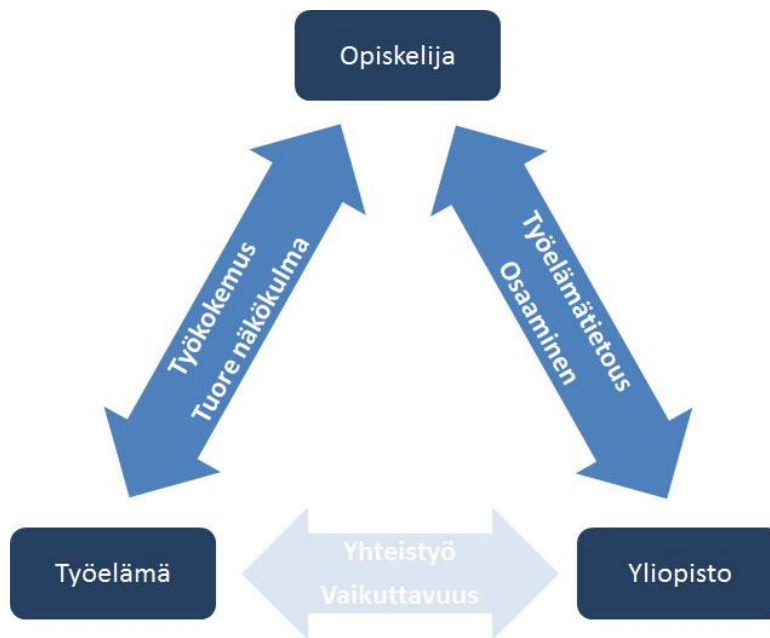 Opiskelija
Työkokemus
Tuore näkökulma
Työelämätietous
Osaaminen
Työelämä
Yhteistyö
Vaikuttavuus
Yliopisto